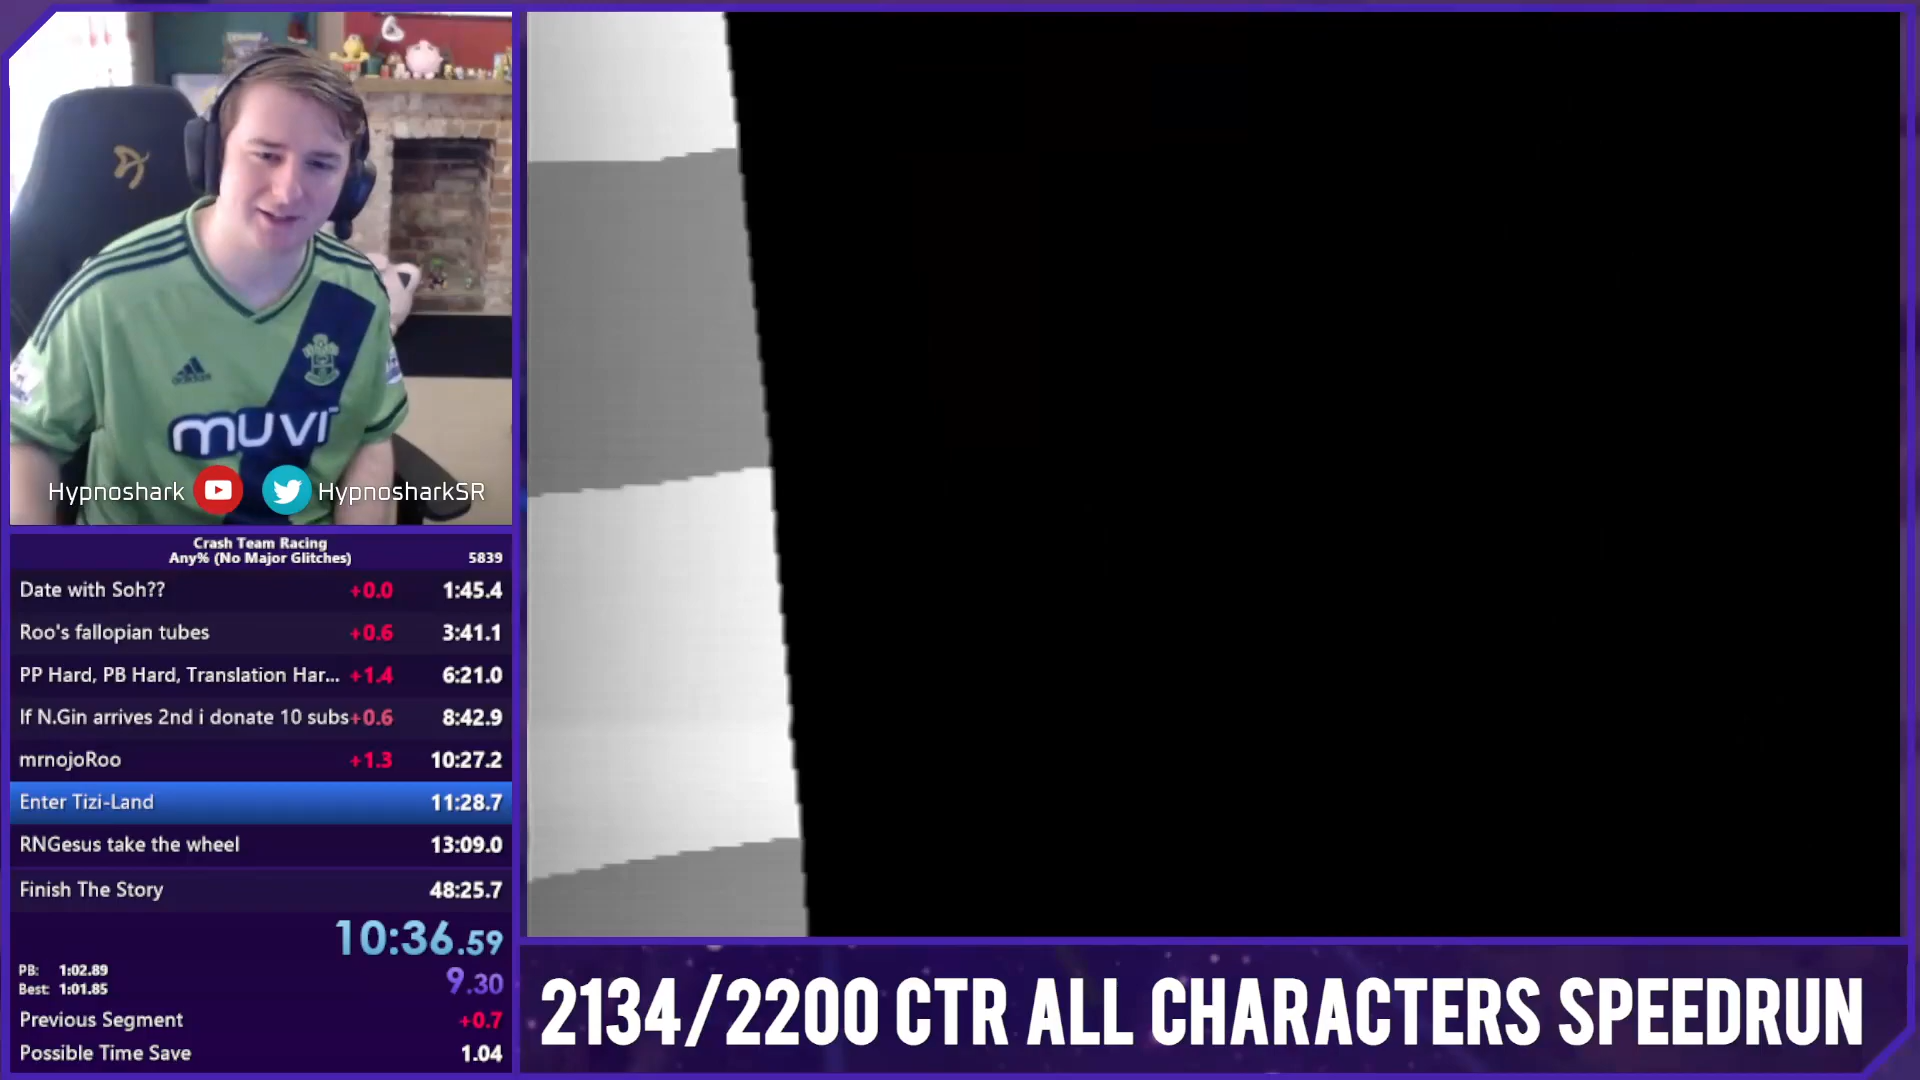 adidas
muvi
Hypnoshark
HypnosharkSR
Crash Team Racing
Any% (No Major Glitches) 5839
Date with Soh?? +0.0 1:45.4
Roo's fallopian tubes +0.6 3:41.1
PP Hard, PB Hard, Translation Har... +1.4 6:21.0
If N.Gin arrives 2nd i donate 10 subs +0.6 8:42.9
mrnojoRoo +1.3 10:27.2
Enter Tizi-Land 11:28.7
RNGesus take the wheel 13:09.0
Finish The Story 48:25.7
10:36.59
PB: 1:02.89
Best: 1:01.85
9.30
Previous Segment +0.7
Possible Time Save 1.04
2134/2200 CTR ALL CHARACTERS SPEEDRUN